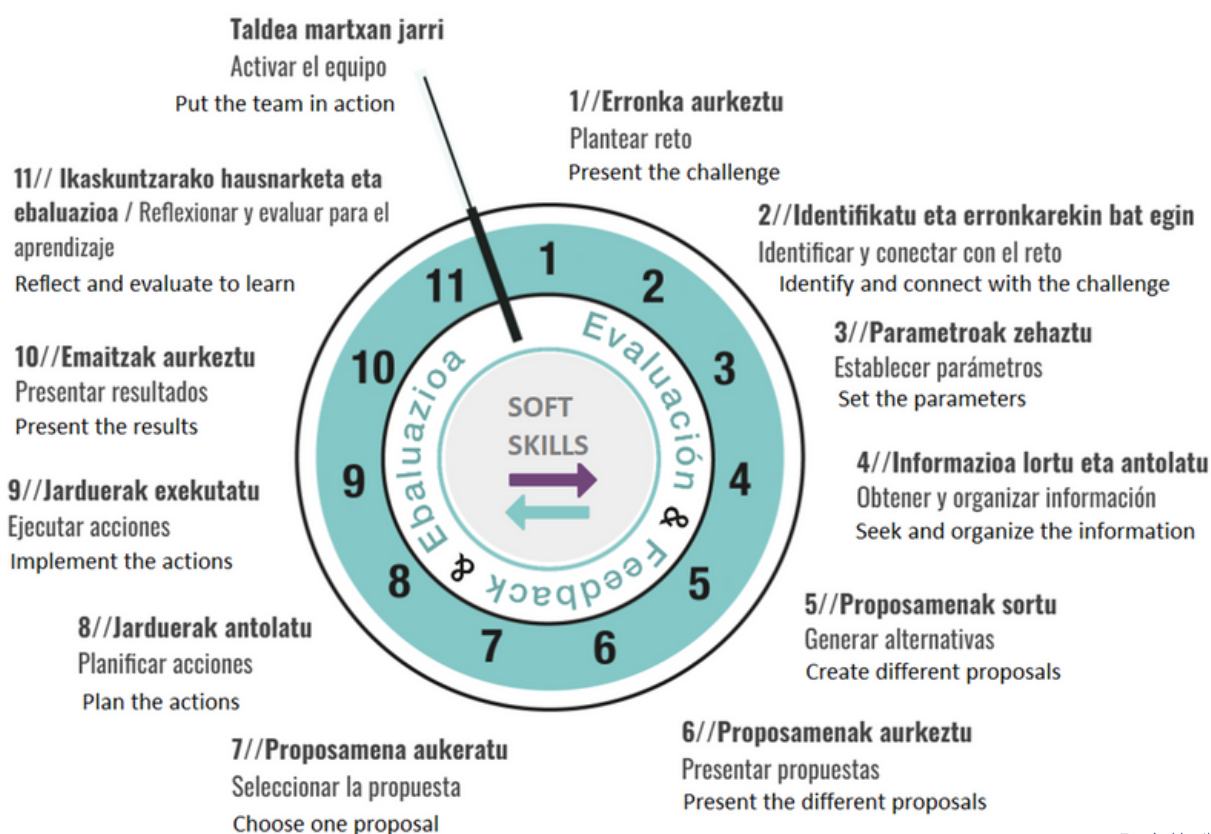 Taldea martxan jarri
Activar el equipo
Put the team in action
1//Erronka aurkeztu
Plantear reto
Present the challenge
2//Identifikatu eta erronkarekin bat egin
Identificar y conectar con el reto
Identify and connect with the challenge
3//Parametroak zehaztu
Establecer parámetros
Set the parameters
4//Informazioa lortu eta antolatu
Obtener y organizar información
Seek and organize the information
5//Proposamenak sortu
Generar alternativas
Create different proposals
6//Proposamenak aurkeztu
Presentar propuestas
Present the different proposals
7//Proposamena aukeratu
Seleccionar la propuesta
Choose one proposal
8//Jarduerak antolatu
Planificar acciones
Plan the actions
9//Jarduerak exekutatu
Ejecutar acciones
Implement the actions
10//Emaitzak aurkeztu
Presentar resultados
Present the results
11// Ikaskuntzarako hausnarketa eta
ebaluazioa / Reflexionar y evaluar para el
aprendizaje
Reflect and evaluate to learn
1
2
3
4
5
6
7
8
9
10
11
Evaluación & Feedback & Ebaluazioa
SOFT
SKILLS